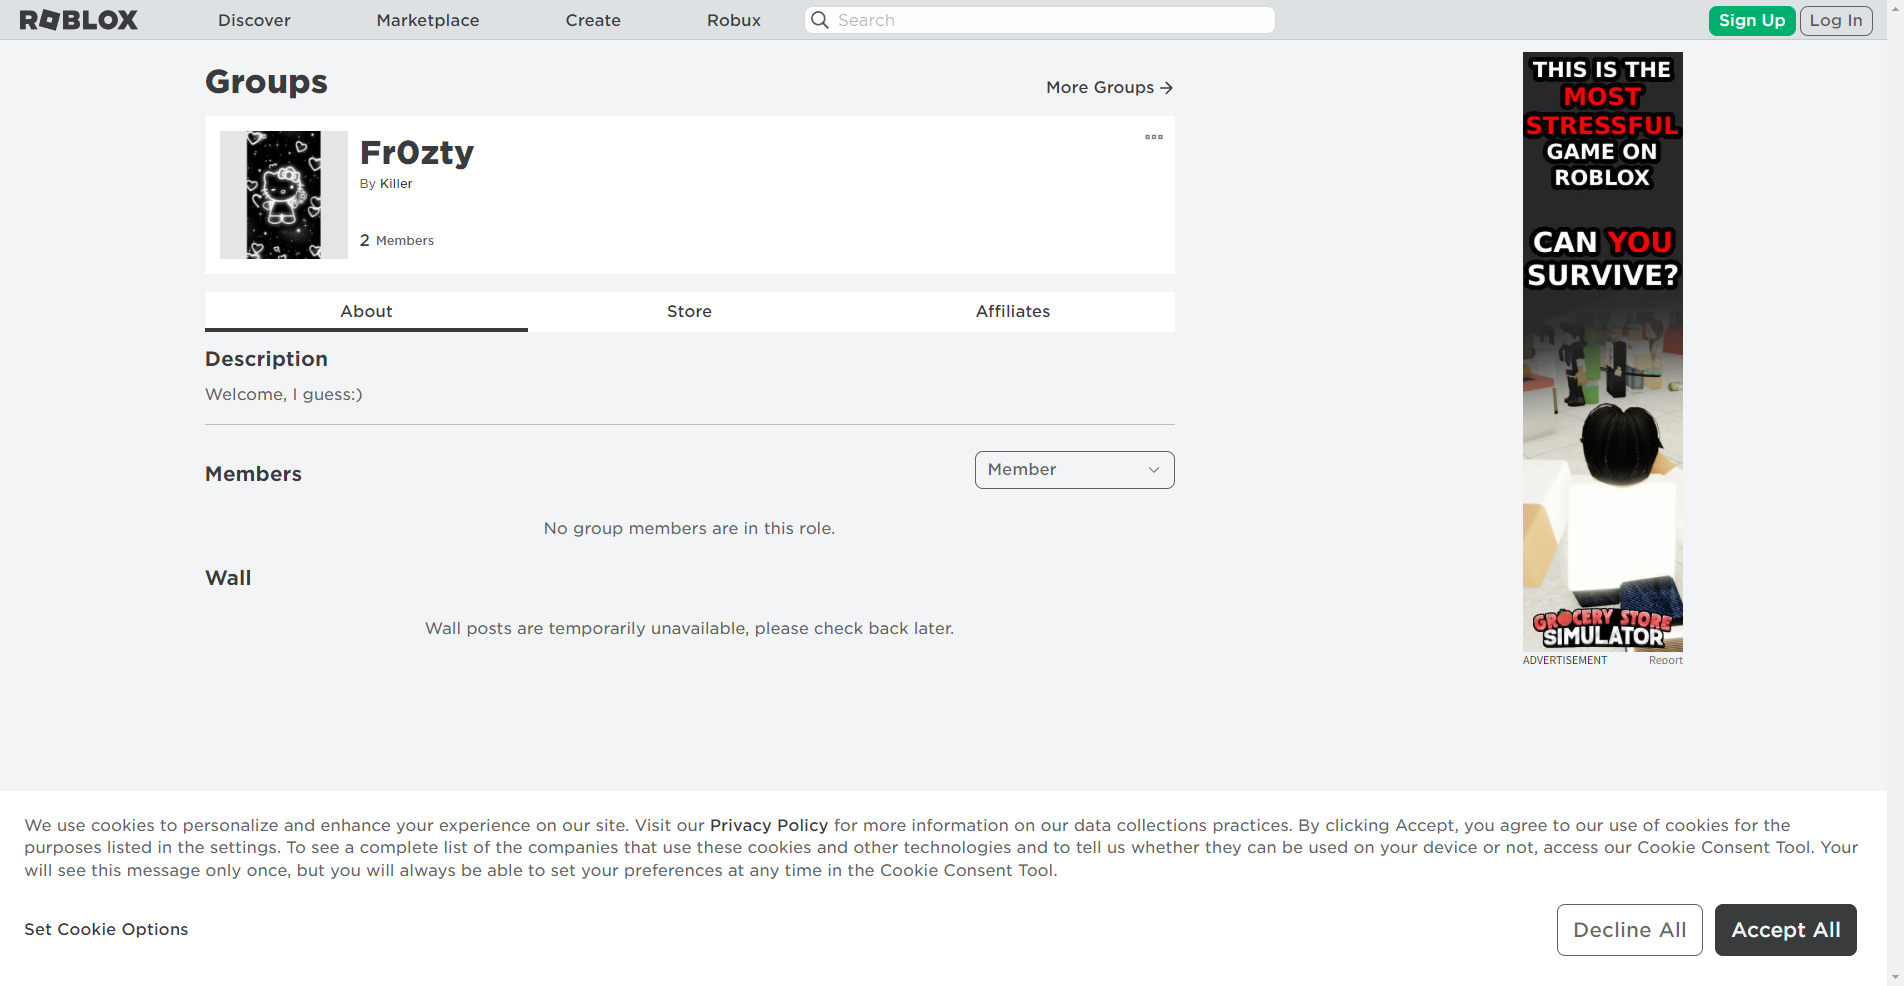 ROBLOX
Discover
Marketplace
Create
Robux
Search
Sign Up
Log In
Groups
More Groups
Fr0zty
By Killer
2 Members
About
Store
Affiliates
Description
Welcome, I guess:)
Members
Member
No group members are in this role.
Wall
Wall posts are temporarily unavailable, please check back later.
THIS IS THE
MOST
STRESSFUL
GAME ON
ROBLOX
CAN YOU
SURVIVE?
GROCERY STORE
SIMULATOR
ADVERTISEMENT
Report
We use cookies to personalize and enhance your experience on our site. Visit our Privacy Policy for more information on our data collections practices. By clicking Accept, you agree to our use of cookies for the
purposes listed in the settings. To see a complete list of the companies that use these cookies and other technologies and to tell us whether they can be used on your device or not, access our Cookie Consent Tool. Your
will see this message only once, but you will always be able to set your preferences at any time in the Cookie Consent Tool.
Set Cookie Options
Decline All
Accept All